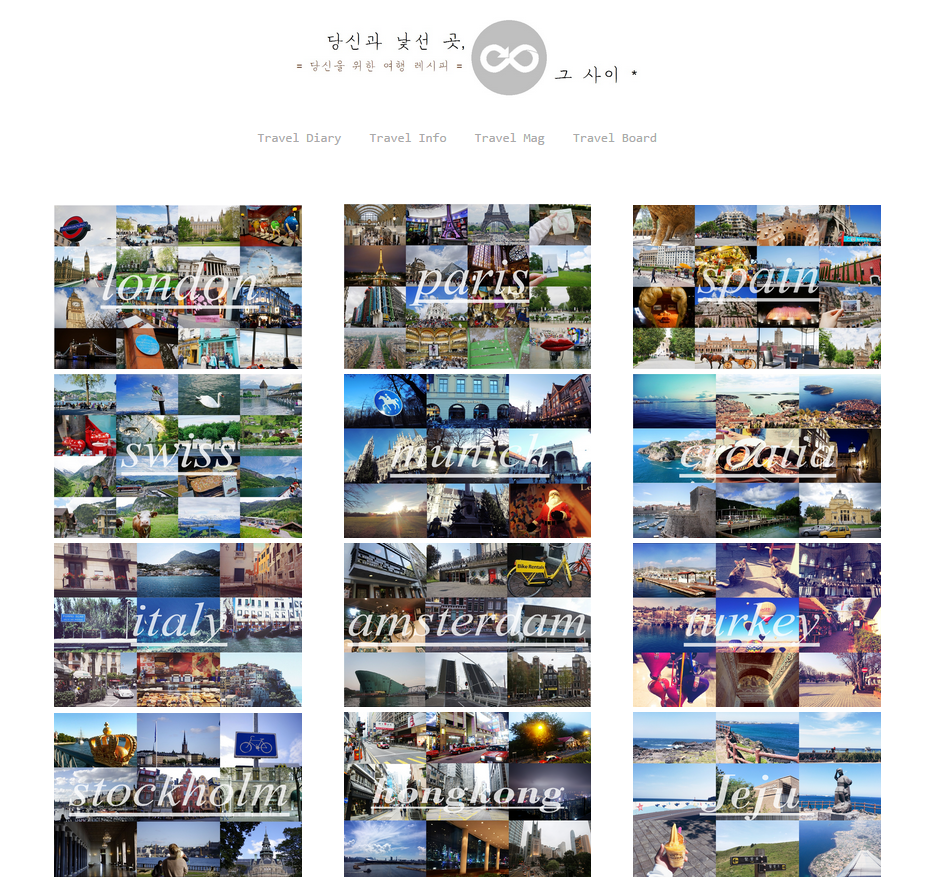 당신과 낯선 곳,
= 당신을 위한 여행 레시피 =
그 사이 *
Travel Diary Travel Info Travel Mag Travel Board
london
paris
spain
swiss
munich
croatia
italy
amsterdam
Bike Rental
turkey
stockholm
hongkong
Jeju